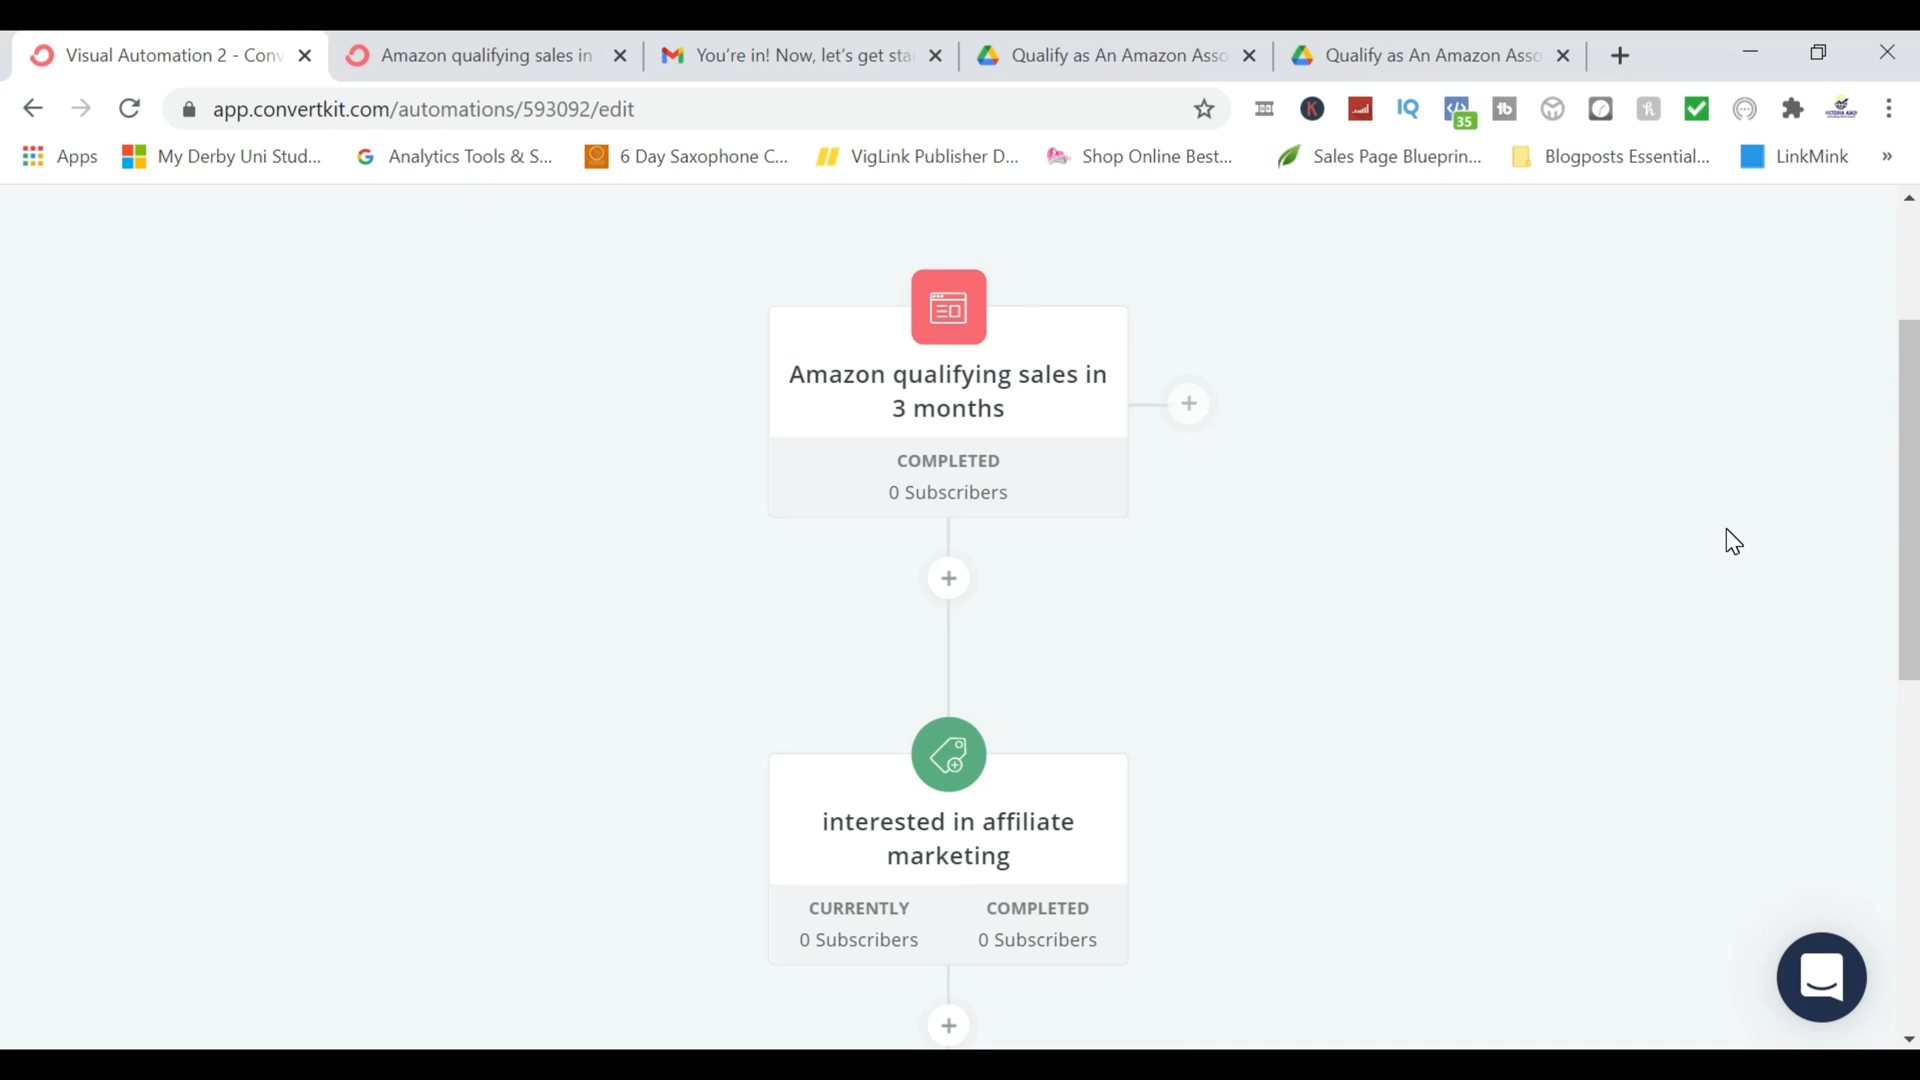 Visual Automation 2 - Conv
Amazon qualifying sales in
You're in! Now, let's get sta
Qualify as An Amazon Asso
Qualify as An Amazon Asso
app.convertkit.com/automations/593092/edit
K
IQ
35
tb
h
Apps
My Derby Uni Stud...
G
Analytics Tools & S...
6 Day Saxophone C...
VigLink Publisher D...
Shop Online Best...
Sales Page Blueprin...
Blogposts Essential...
LinkMink
»
Amazon qualifying sales in
3 months
COMPLETED
0 Subscribers
interested in affiliate
marketing
CURRENTLY COMPLETED
0 Subscribers 0 Subscribers